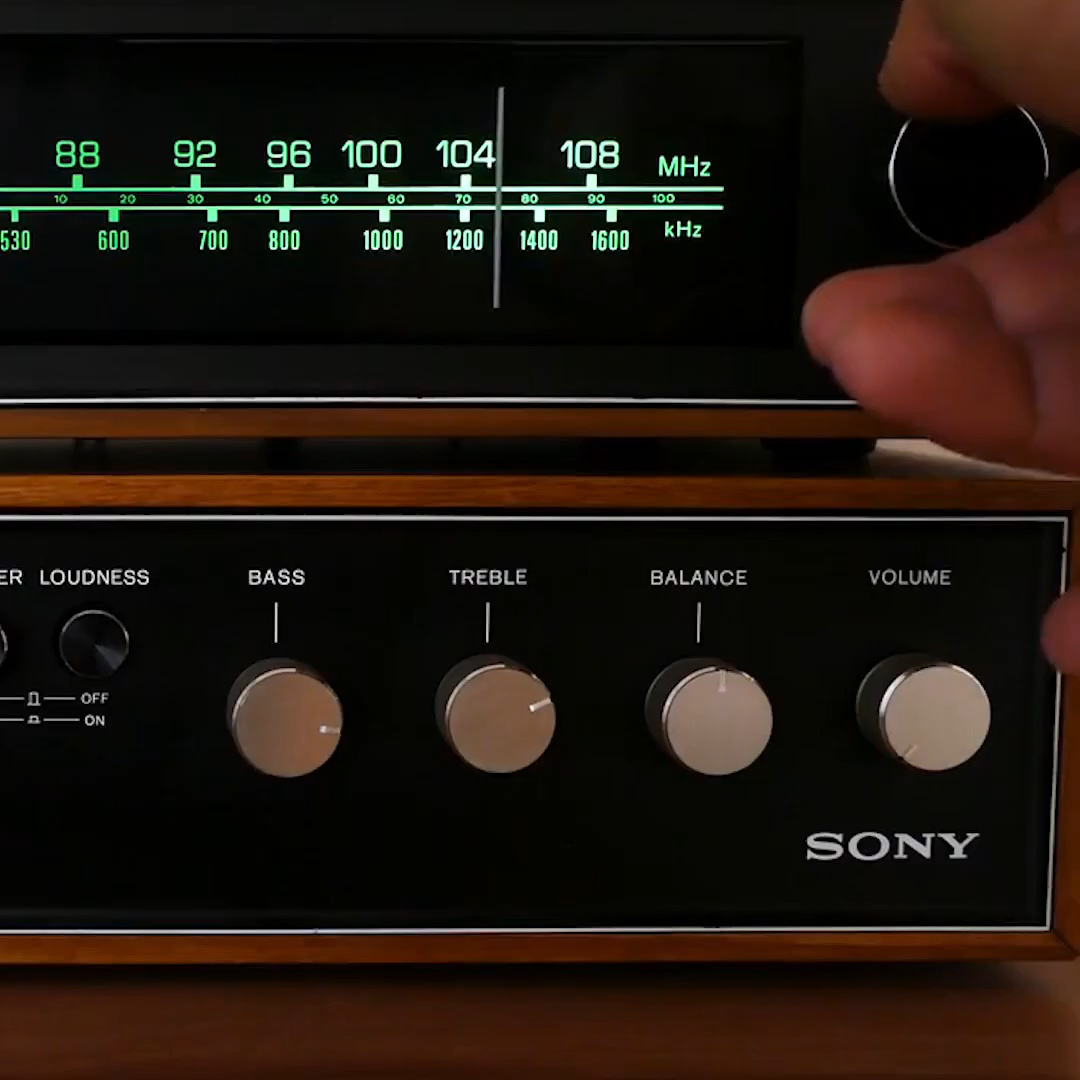 88 92 96 100 104 108 MHz
10 20 30 40 50 60 70 80 90 100
530 600 700 800 1000 1200 1400 1600 kHz
ER LOUDNESS BASS TREBLE BALANCE VOLUME
OFF
ON
SONY